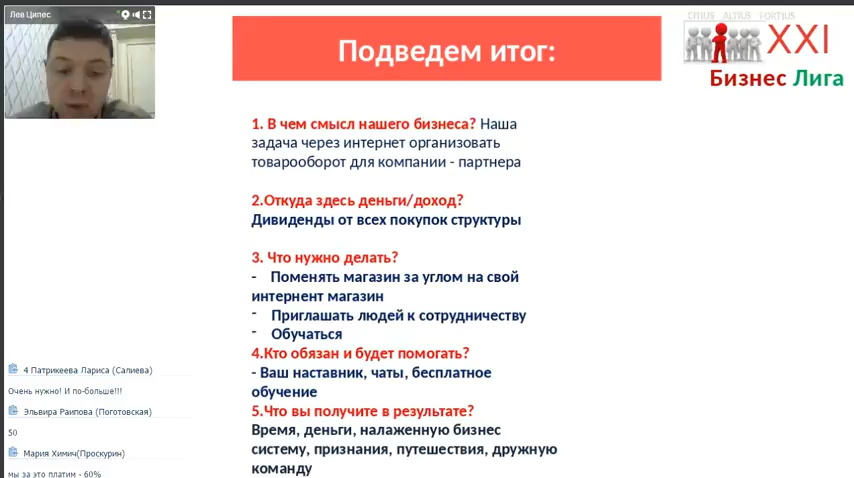 Лев Ципес
Подведем итог:
CITIUS ALTIUS FORTIUS
XXI
Бизнес Лига
1. В чем смысл нашего бизнеса? Наша
задача через интернет организовать
товарооборот для компании - партнера
2.Откуда здесь деньги/доход?
Дивиденды от всех покупок структуры
3. Что нужно делать?
- Поменять магазин за углом на свой
интернент магазин
- Приглашать людей к сотрудничеству
- Обучаться
4.Кто обязан и будет помогать?
- Ваш наставник, чаты, бесплатное
обучение
5.Что вы получите в результате?
Время, деньги, налаженную бизнес
систему, признания, путешествия, дружную
команду
4 Патрикеева Лариса (Салиева)
Очень нужно! И по-больше!!!
Эльвира Раипова (Поготовская)
50
Мария Химич(Проскурин)
мы за это платим - 60%